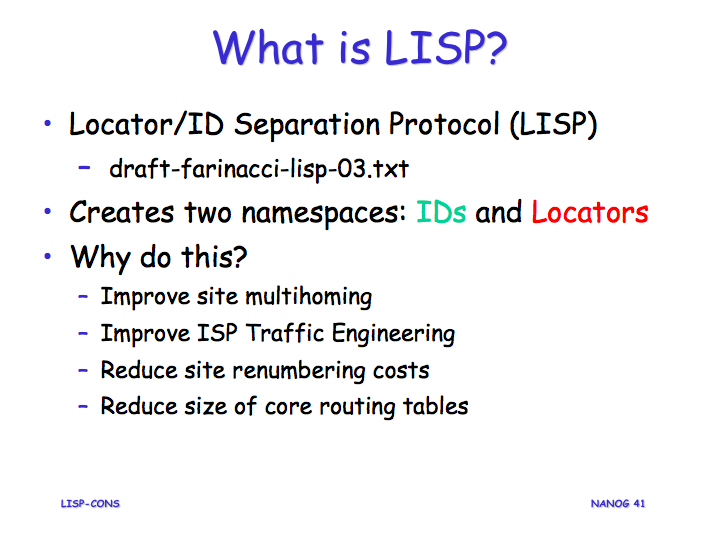 What is LISP?
• Locator/ID Separation Protocol (LISP)
– draft-farinacci-lisp-03.txt
• Creates two namespaces: IDs and Locators
• Why do this?
– Improve site multihoming
– Improve ISP Traffic Engineering
– Reduce site renumbering costs
– Reduce size of core routing tables
LISP-CONS
NANOG 41